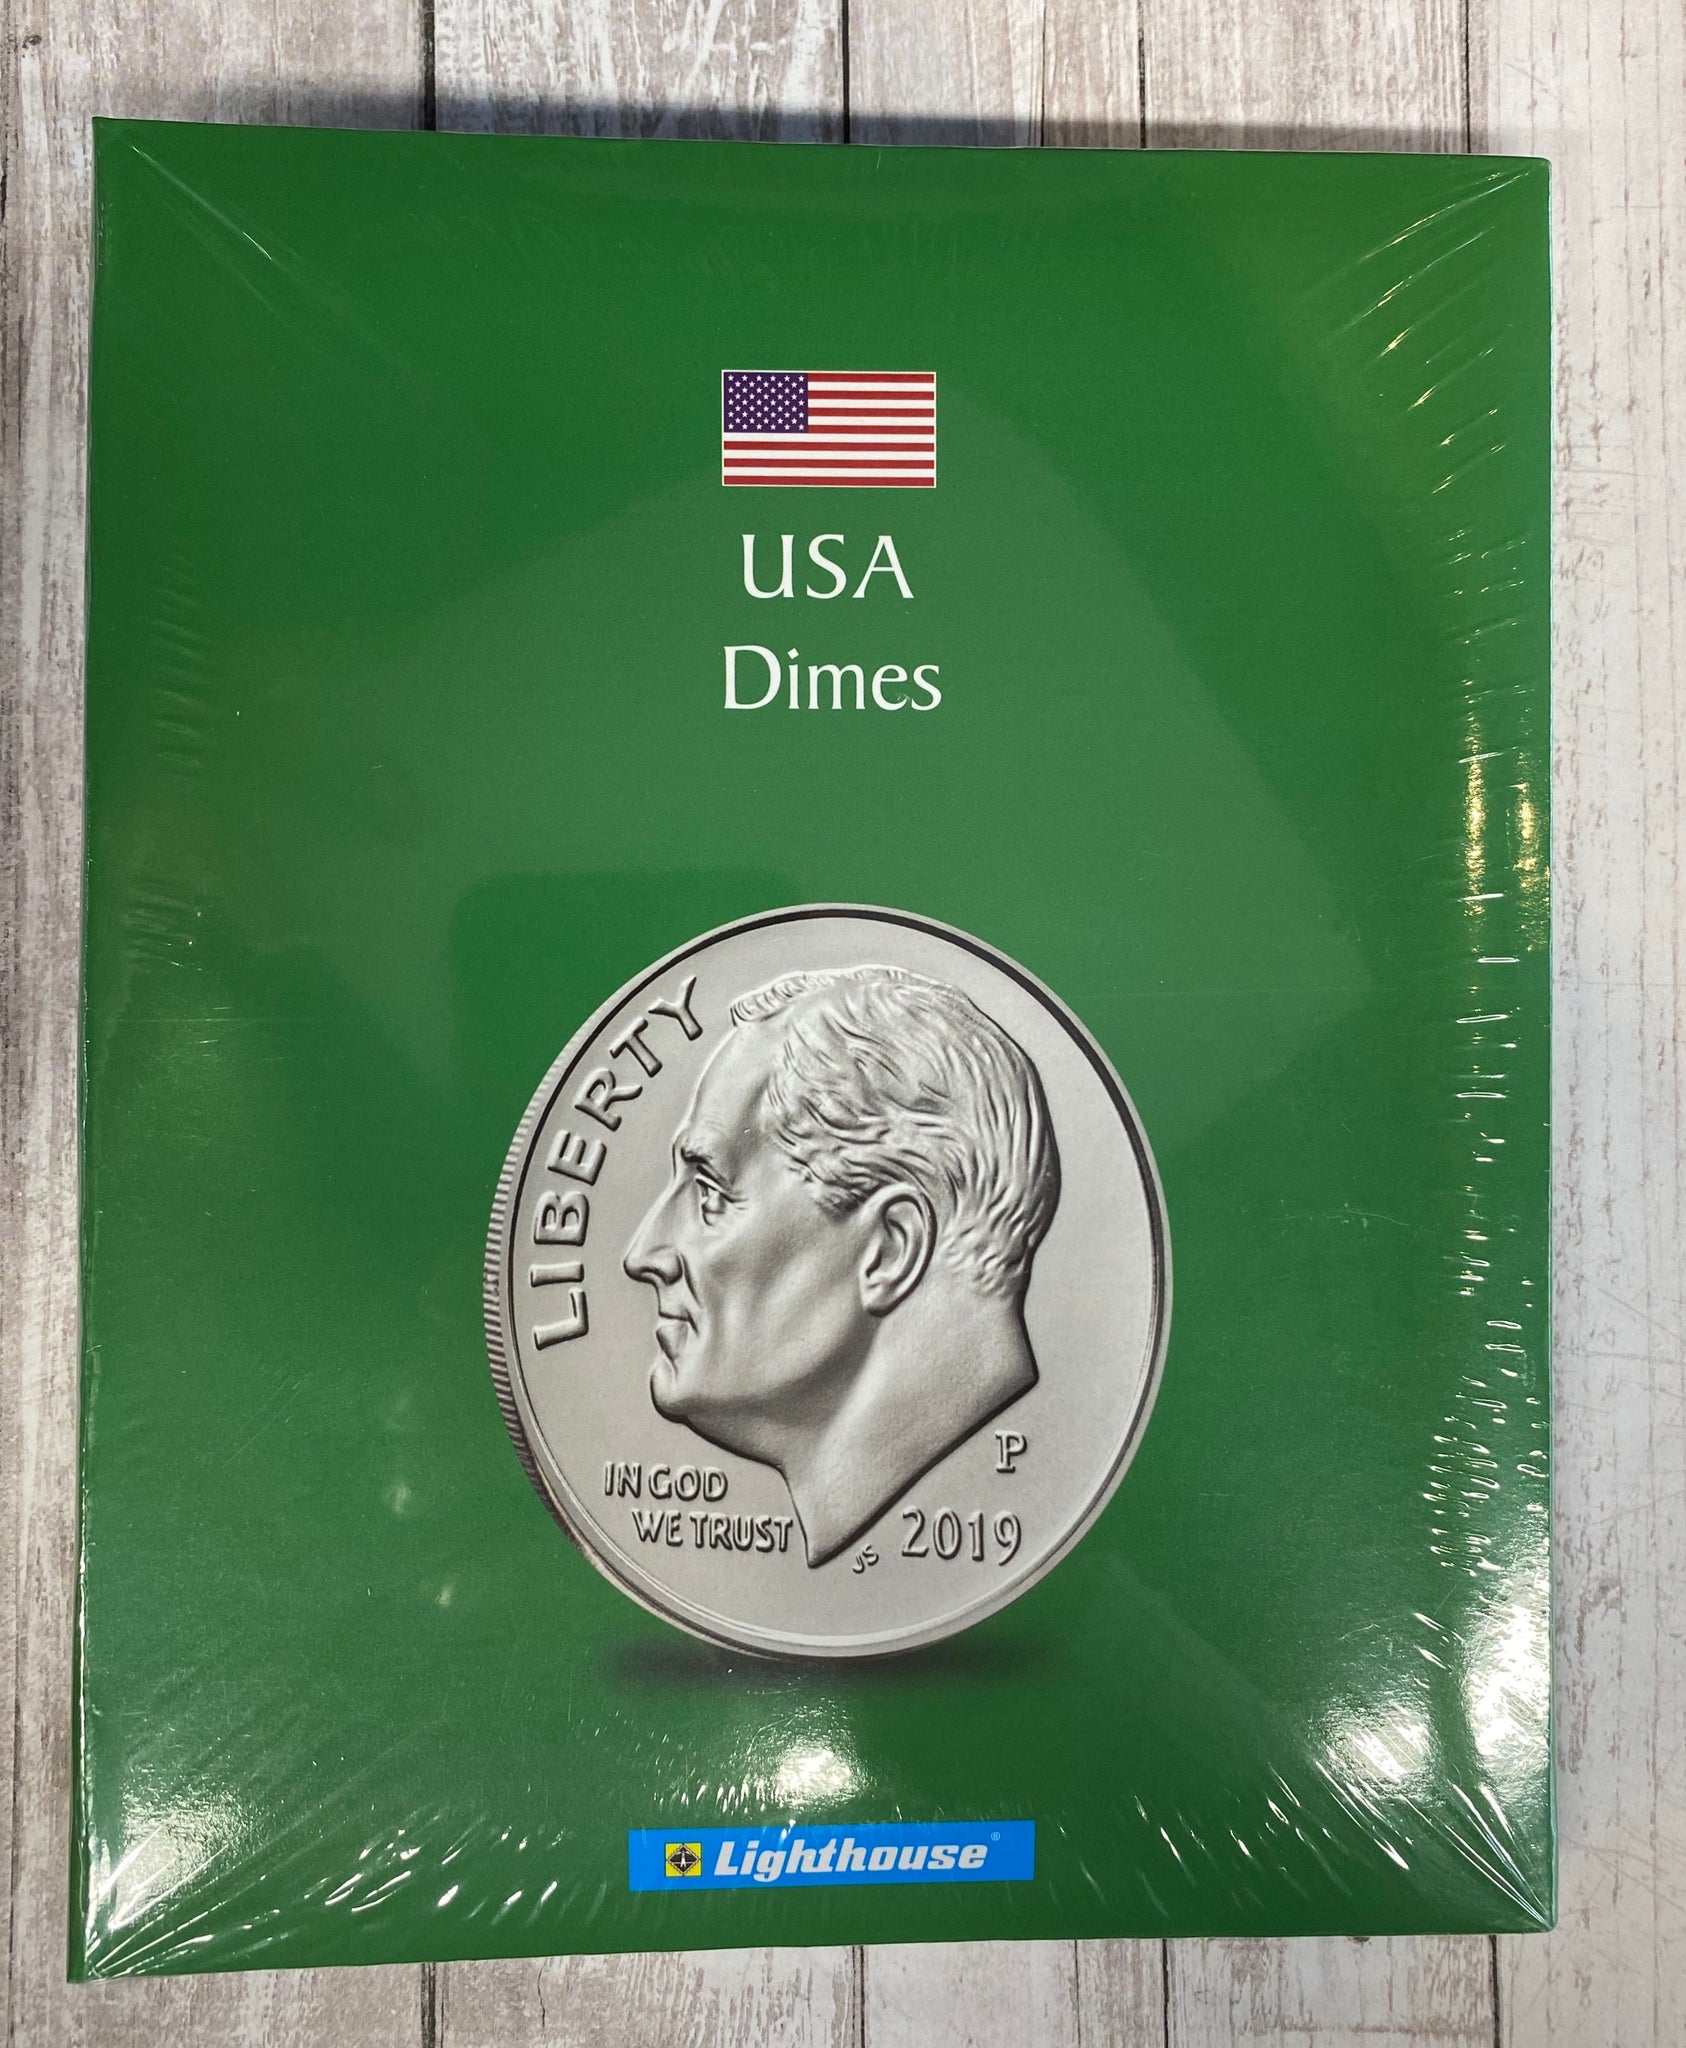 USA
Dimes
LIBERTY
IN GOD
WE TRUST
P
JS
2019
Lighthouse®